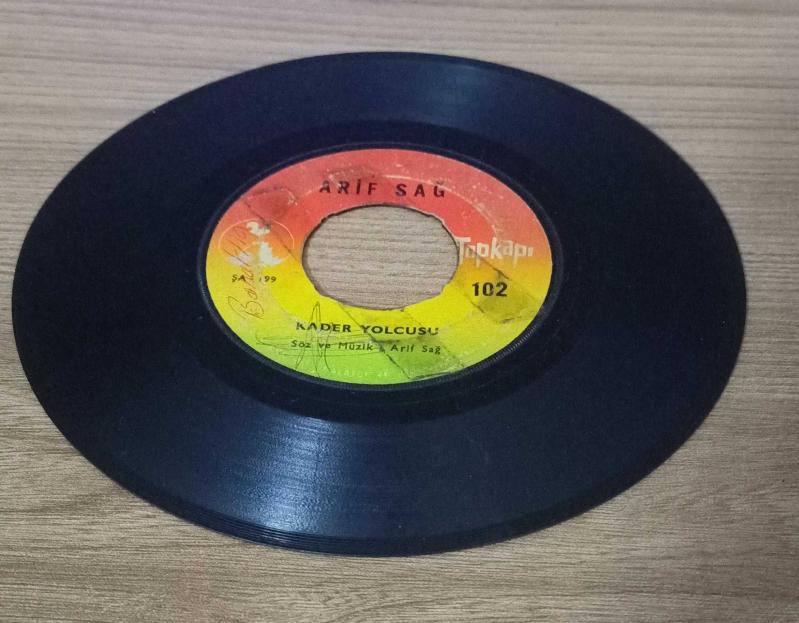 ARİF SAĞ
Topkapı
102
KADER YOLCUSU
Söz ve Müzik : Arif Sağ